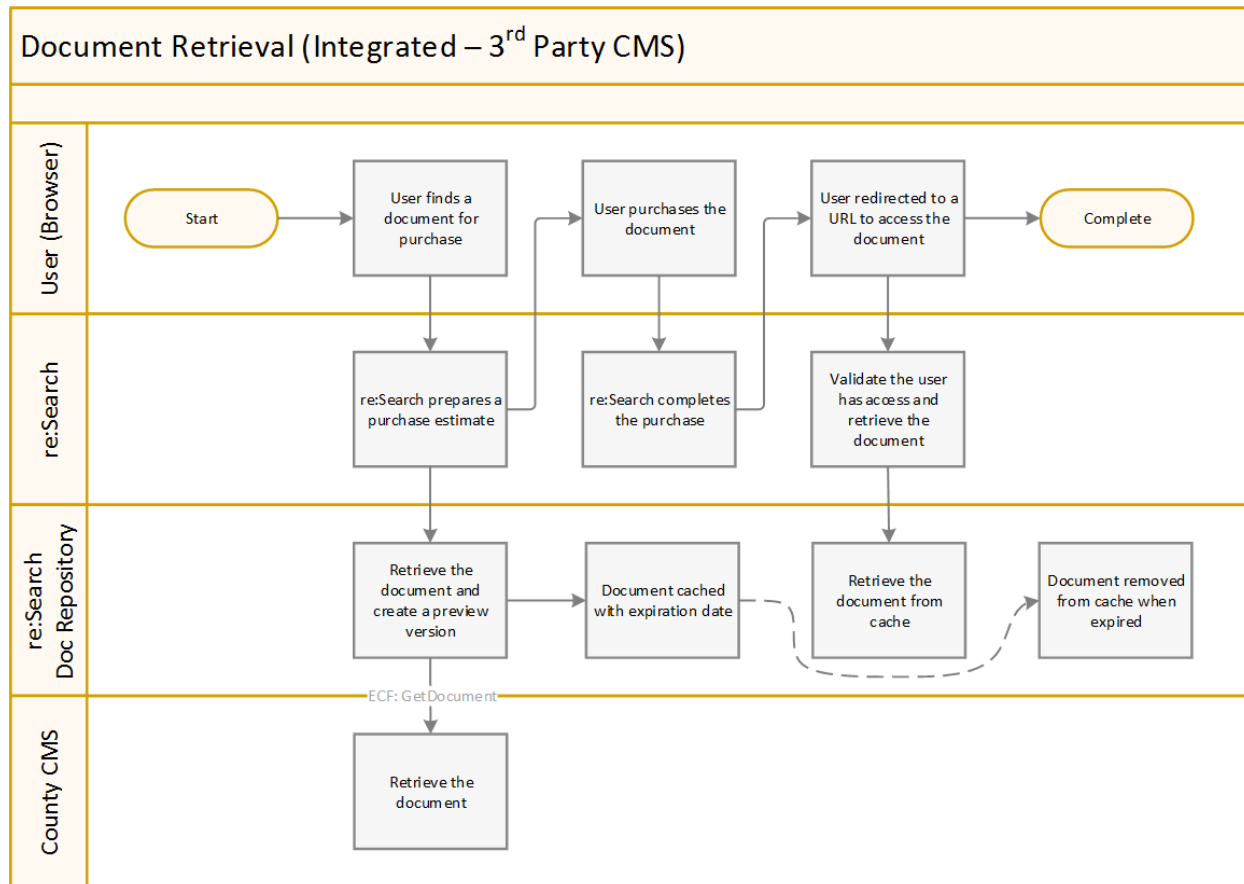 Document Retrieval (Integrated – 3rd Party CMS)
User (Browser)
Start
User finds a
document for
purchase
User purchases the
document
User redirected to a
URL to access the
document
Complete
re:Search
re:Search prepares a
purchase estimate
re:Search completes
the purchase
Validate the user
has access and
retrieve the
document
re:Search
Doc Repository
Retrieve the
document and
create a preview
version
Document cached
with expiration date
Retrieve the
document from
cache
Document removed
from cache when
expired
ECF: GetDocument
County CMS
Retrieve the
document